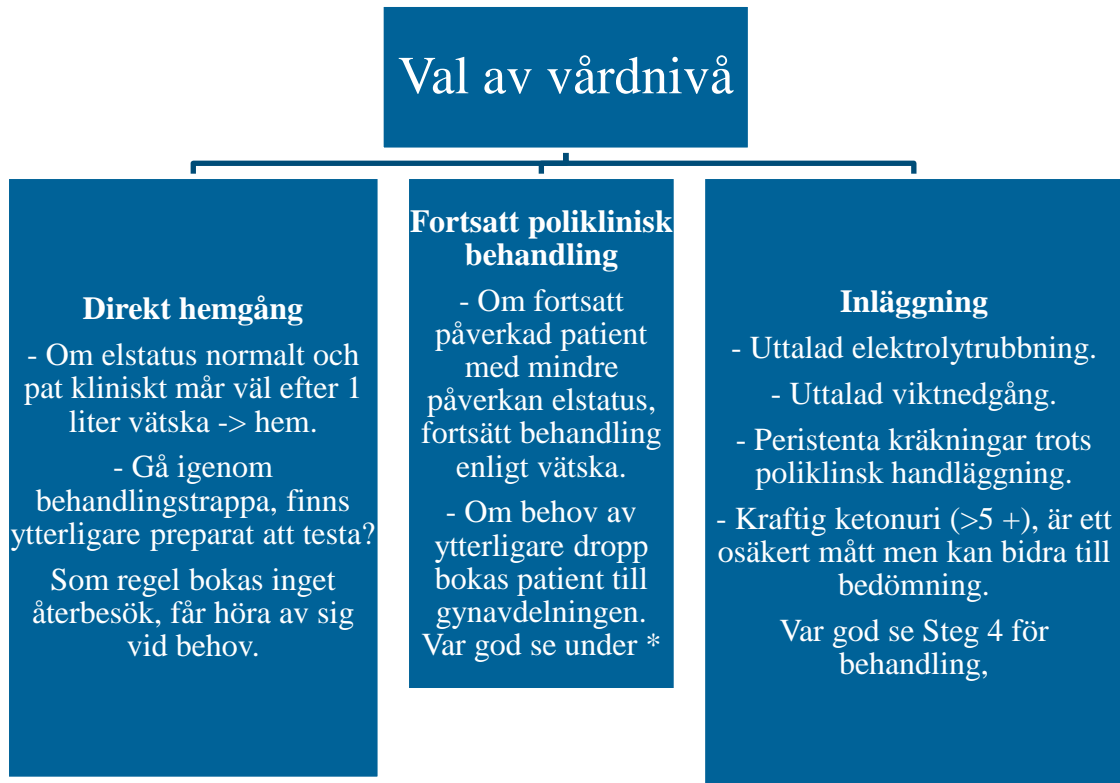 Val av vårdnivå
Direkt hemgång
- Om elstatus normalt och
pat kliniskt mår väl efter 1
liter vätska -> hem.
- Gå igenom
behandlingstrappa, finns
ytterligare preparat att testa?
Som regel bokas inget
återbesök, får höra av sig
vid behov.
Fortsatt poliklinisk
behandling
- Om fortsatt
påverkad patient
med mindre
påverkan elstatus,
fortsätt behandling
enligt vätska.
- Om behov av
ytterligare dropp
bokas patient till
gynavdelningen.
Var god se under *
Inläggning
- Uttalad elektrolytrubbning.
- Uttalad viktnedgång.
- Peristenta kräkningar trots
poliklinsk handläggning.
- Kraftig ketonuri (>5 +), är ett
osäkert mått men kan bidra till
bedömning.
Var god se Steg 4 för
behandling,